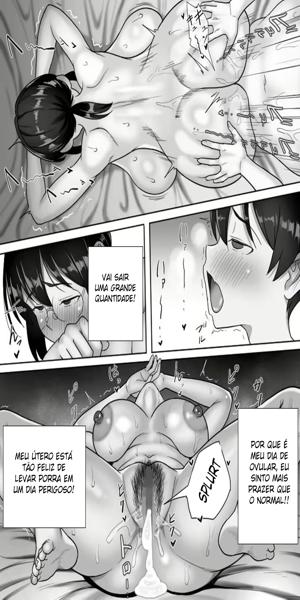 VAI SAIR
UMA GRANDE
QUANTIDADE!
POR QUE É
MEU DIA DE
OVULAR, EU
SINTO MAIS
PRAZER QUE
O NORMAL!!
SPLURT
MEU ÚTERO ESTÁ
TÃO FELIZ DE
LEVAR PORRA EM
UM DIA PERIGOSO!!